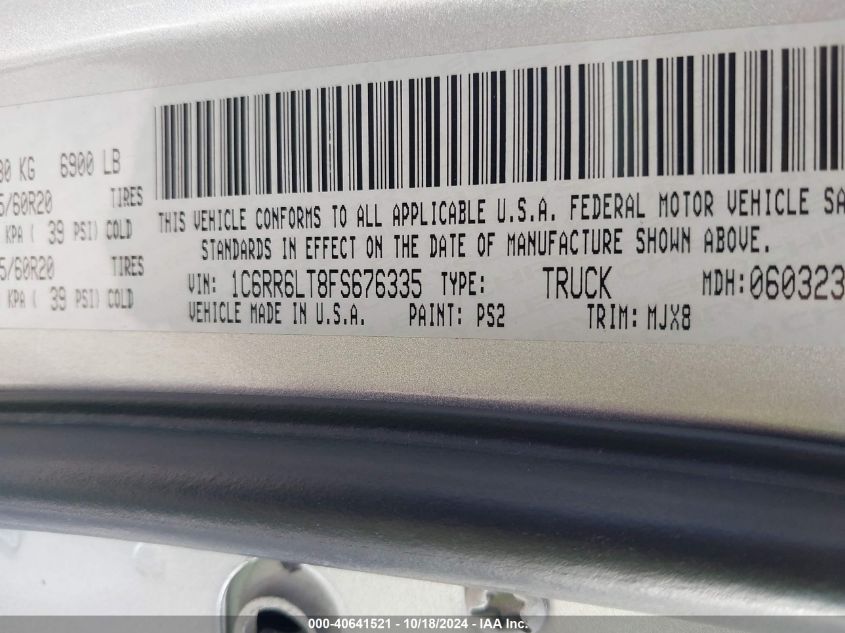 80 KG 6900 LB
5/60R20 TIRES
KPA ( 39 PSI) COLD
5/60R20 TIRES
KPA ( 39 PSI) COLD
THIS VEHICLE CONFORMS TO ALL APPLICABLE U.S.A. FEDERAL MOTOR VEHICLE SA
STANDARDS IN EFFECT ON THE DATE OF MANUFACTURE SHOWN ABOVE.
VIN: 1C6RR6LT8FS676335 TYPE: TRUCK MDH:060323
VEHICLE MADE IN U.S.A. PAINT: PS2 TRIM: MJX8
000-40641521 - 10/18/2024 - IAA Inc.